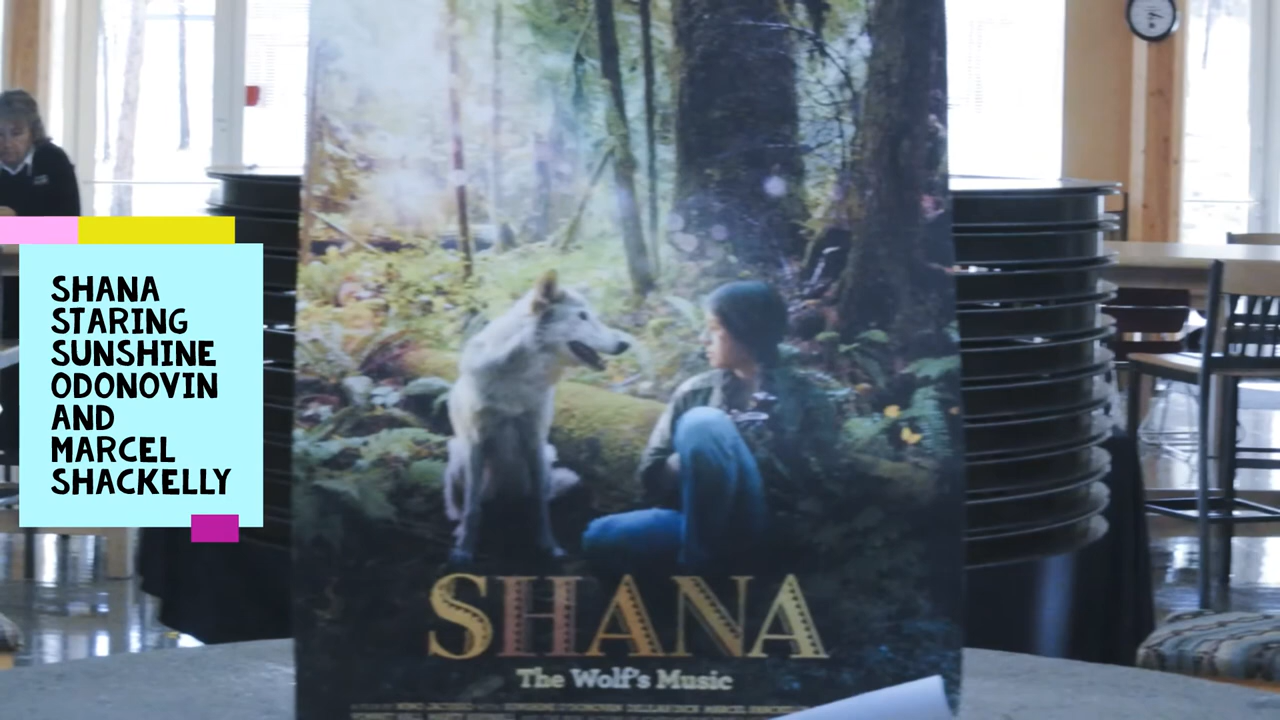 SHANA
STARING
SUNSHINE
ODONOVIN
AND
MARCEL
SHACKELLY
SHANA
The Wolf's Music